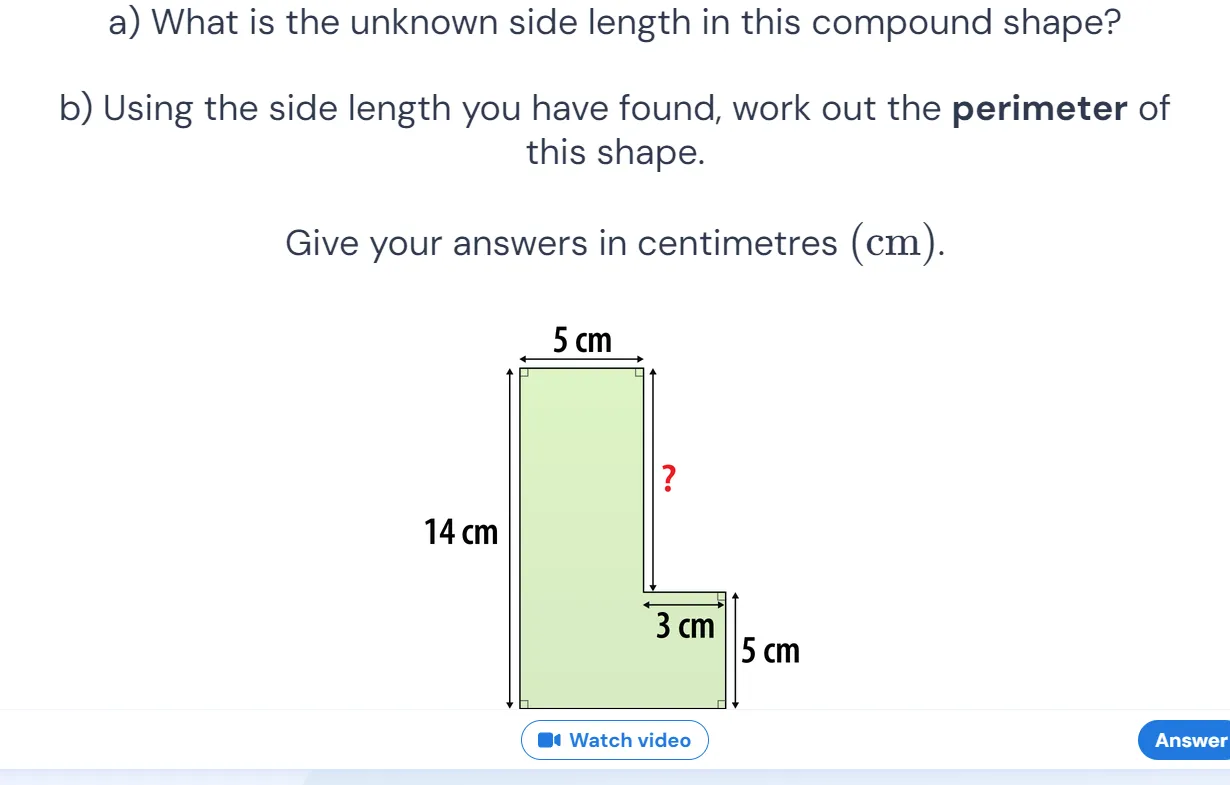 a) What is the unknown side length in this compound shape?
b) Using the side length you have found, work out the perimeter of
this shape.
Give your answers in centimetres (cm).
5 cm
?
14 cm
3 cm
5 cm
Watch video
Answer